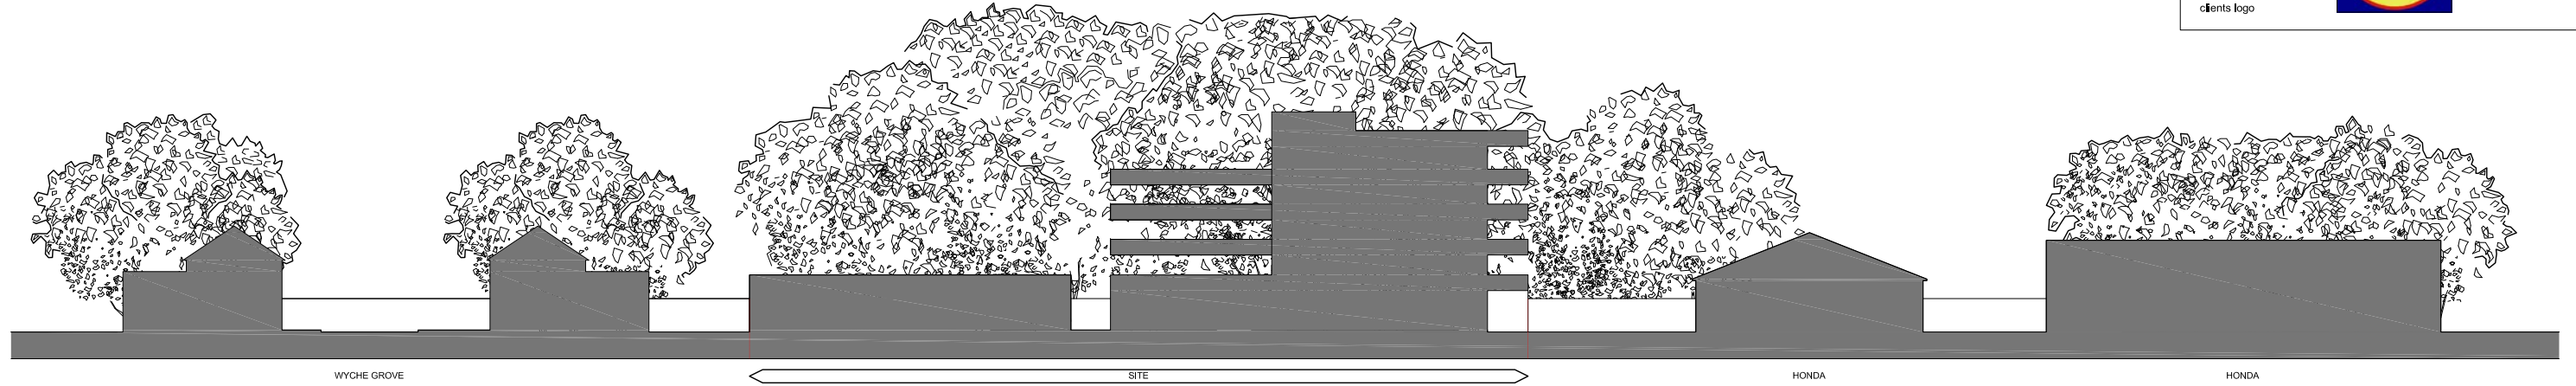 clients logo
WYCHE GROVE
SITE
HONDA
HONDA